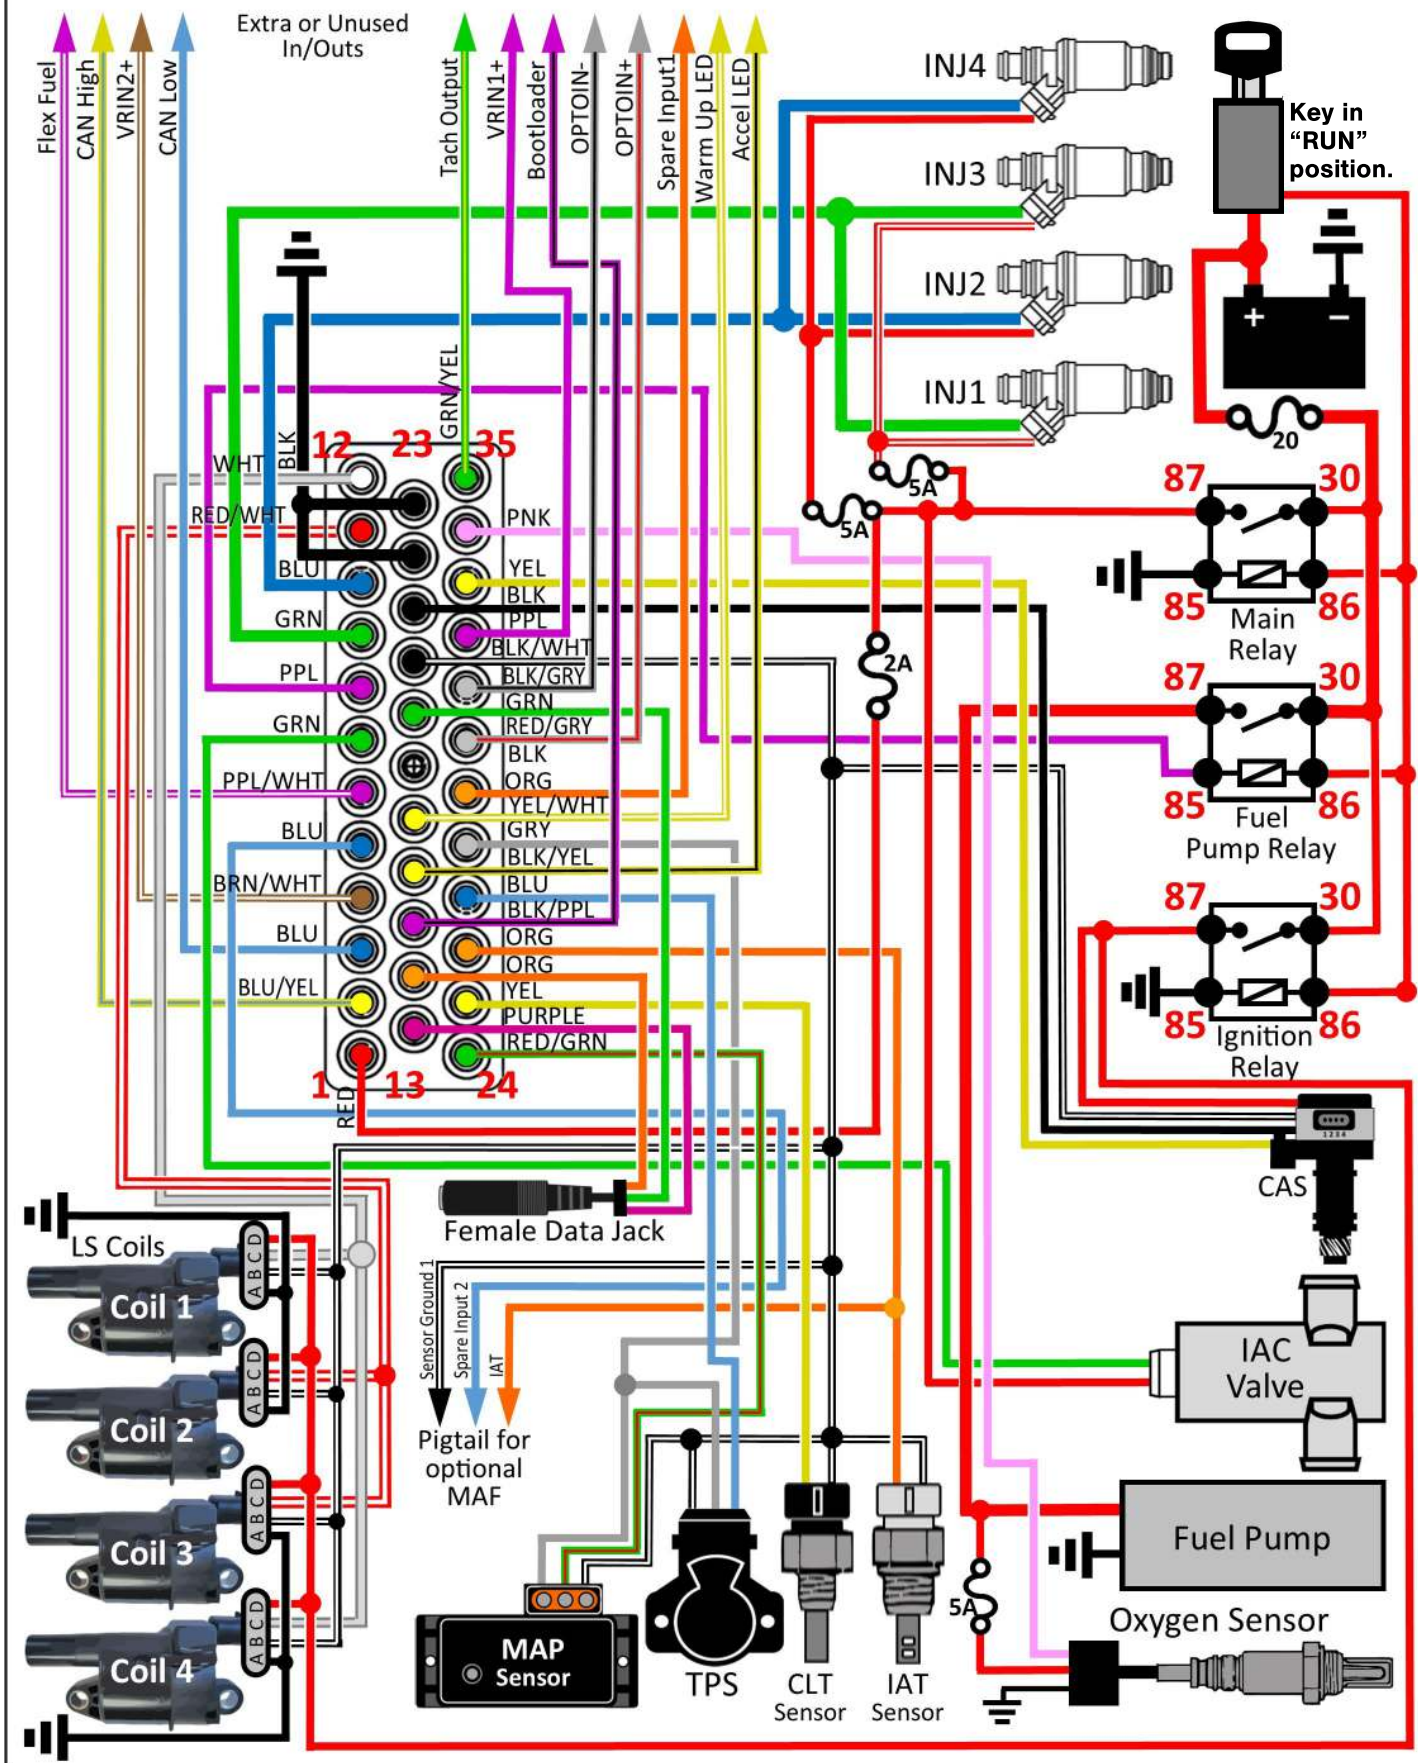 Extra or Unused
In/Outs
Flex Fuel
CAN High
VRIN2+
CAN Low
Tach Output
VRIN1+
Bootloader
OPTOIN-
OPTOIN+
Spare Input1
Warm Up LED
Accel LED
INJ4
INJ3
INJ2
INJ1
Key in
“RUN”
position.
+
−
20
5A
5A
2A
GRN/YEL
BLK
12
23
35
WHT
RED/WHT
BLU
GRN
PPL
GRN
PPL/WHT
BLU
BRN/WHT
BLU
BLU/YEL
PNK
YEL
BLK
PPL
BLK/WHT
BLK/GRY
GRN
RED/GRY
BLK
ORG
YEL/WHT
GRY
BLK/YEL
BLU
BLK/PPL
ORG
ORG
YEL
PURPLE
RED/GRN
1
13
24
RED
87
30
85
86
Main
Relay
87
30
85
86
Fuel
Pump Relay
87
30
85
86
Ignition
Relay
1234
CAS
Female Data Jack
Sensor Ground 1
Spare Input 2
IAT
Pigtail for
optional
MAF
LS Coils
Coil 1
A B C D
Coil 2
A B C D
Coil 3
A B C D
Coil 4
A B C D
IAC
Valve
Fuel Pump
5A
Oxygen Sensor
MAP
Sensor
TPS
CLT
Sensor
IAT
Sensor